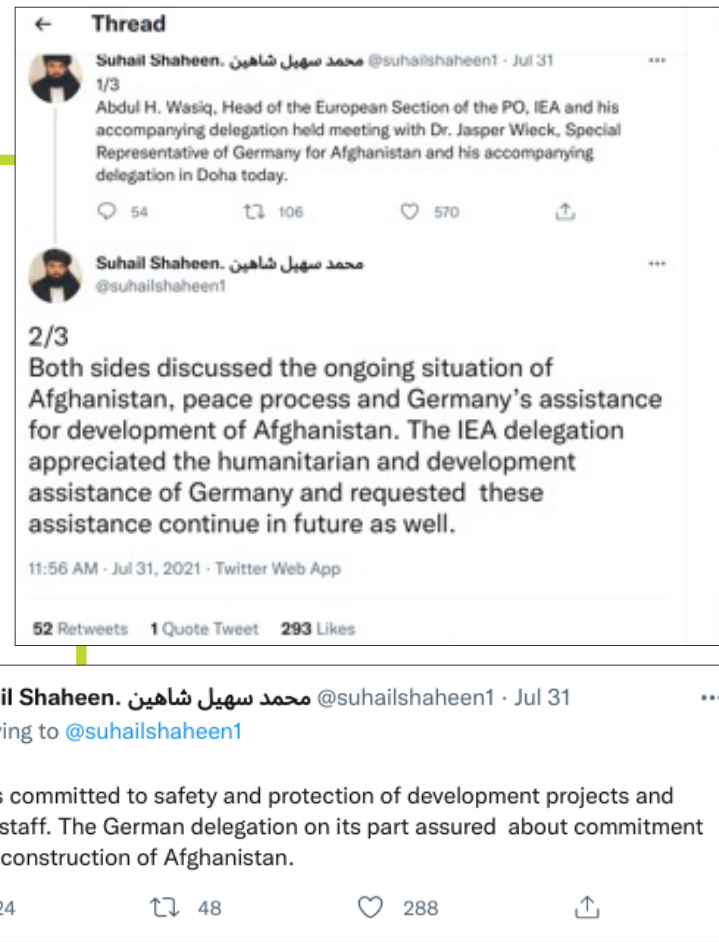 Thread
Suhail Shaheen. محمد سهیل شاهین @suhailshaheen1 · Jul 31
1/3
Abdul H. Wasiq, Head of the European Section of the PO, IEA and his
accompanying delegation held meeting with Dr. Jasper Wieck, Special
Representative of Germany for Afghanistan and his accompanying
delegation in Doha today.
54 106 570
Suhail Shaheen. محمد سهیل شاهین
@suhailshaheen1
2/3
Both sides discussed the ongoing situation of
Afghanistan, peace process and Germany's assistance
for development of Afghanistan. The IEA delegation
appreciated the humanitarian and development
assistance of Germany and requested  these
assistance continue in future as well.
11:56 AM · Jul 31, 2021 · Twitter Web App
52 Retweets 1 Quote Tweet 293 Likes
il Shaheen. محمد سهیل شاهین @suhailshaheen1 · Jul 31
ing to @suhailshaheen1
s committed to safety and protection of development projects and
staff. The German delegation on its part assured  about commitment
construction of Afghanistan.
24 48 288